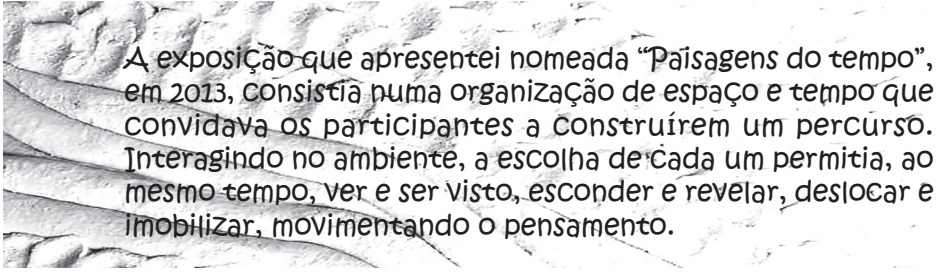 A exposição que apresentei nomeada “Paisagens do tempo”,
em 2013, consistia numa organização de espaço e tempo que
convidava os participantes a construírem um percurso.
Interagindo no ambiente, a escolha de cada um permitia, ao
mesmo tempo, ver e ser visto, esconder e revelar, deslocar e
imobilizar, movimentando o pensamento.